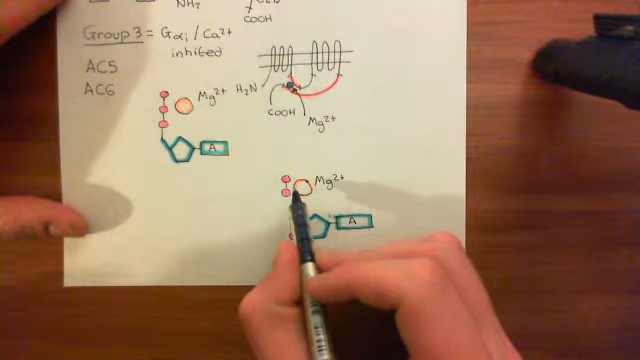 NH2
COOH
Group 3 = Gαi / Ca2+
inhibited
AC5
AC6
Mg2+
H2N
COOH
Mg2+
A
Mg2+
A